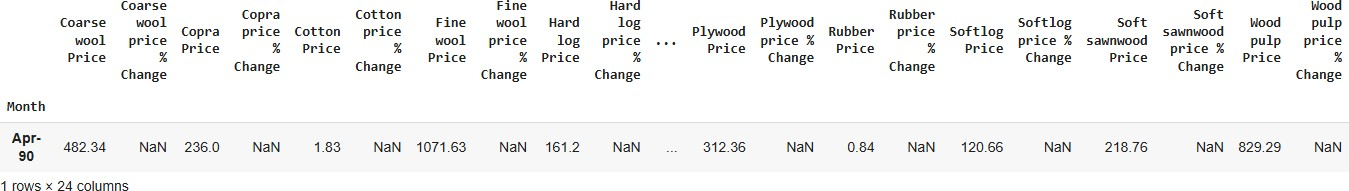 Coarse wool Price Coarse wool price % Change Copra Price Copra price % Change Cotton Price Cotton price % Change Fine wool Price Fine wool price % Change Hard log Price Hard log price % Change ... Plywood Price Plywood price % Change Rubber Price Rubber price % Change Softlog Price Softlog price % Change Soft sawnwood Price Soft sawnwood price % Change Wood pulp Price Wood pulp price % Change
Month
Apr-90 482.34 NaN 236.0 NaN 1.83 NaN 1071.63 NaN 161.2 NaN ... 312.36 NaN 0.84 NaN 120.66 NaN 218.76 NaN 829.29 NaN
1 rows × 24 columns